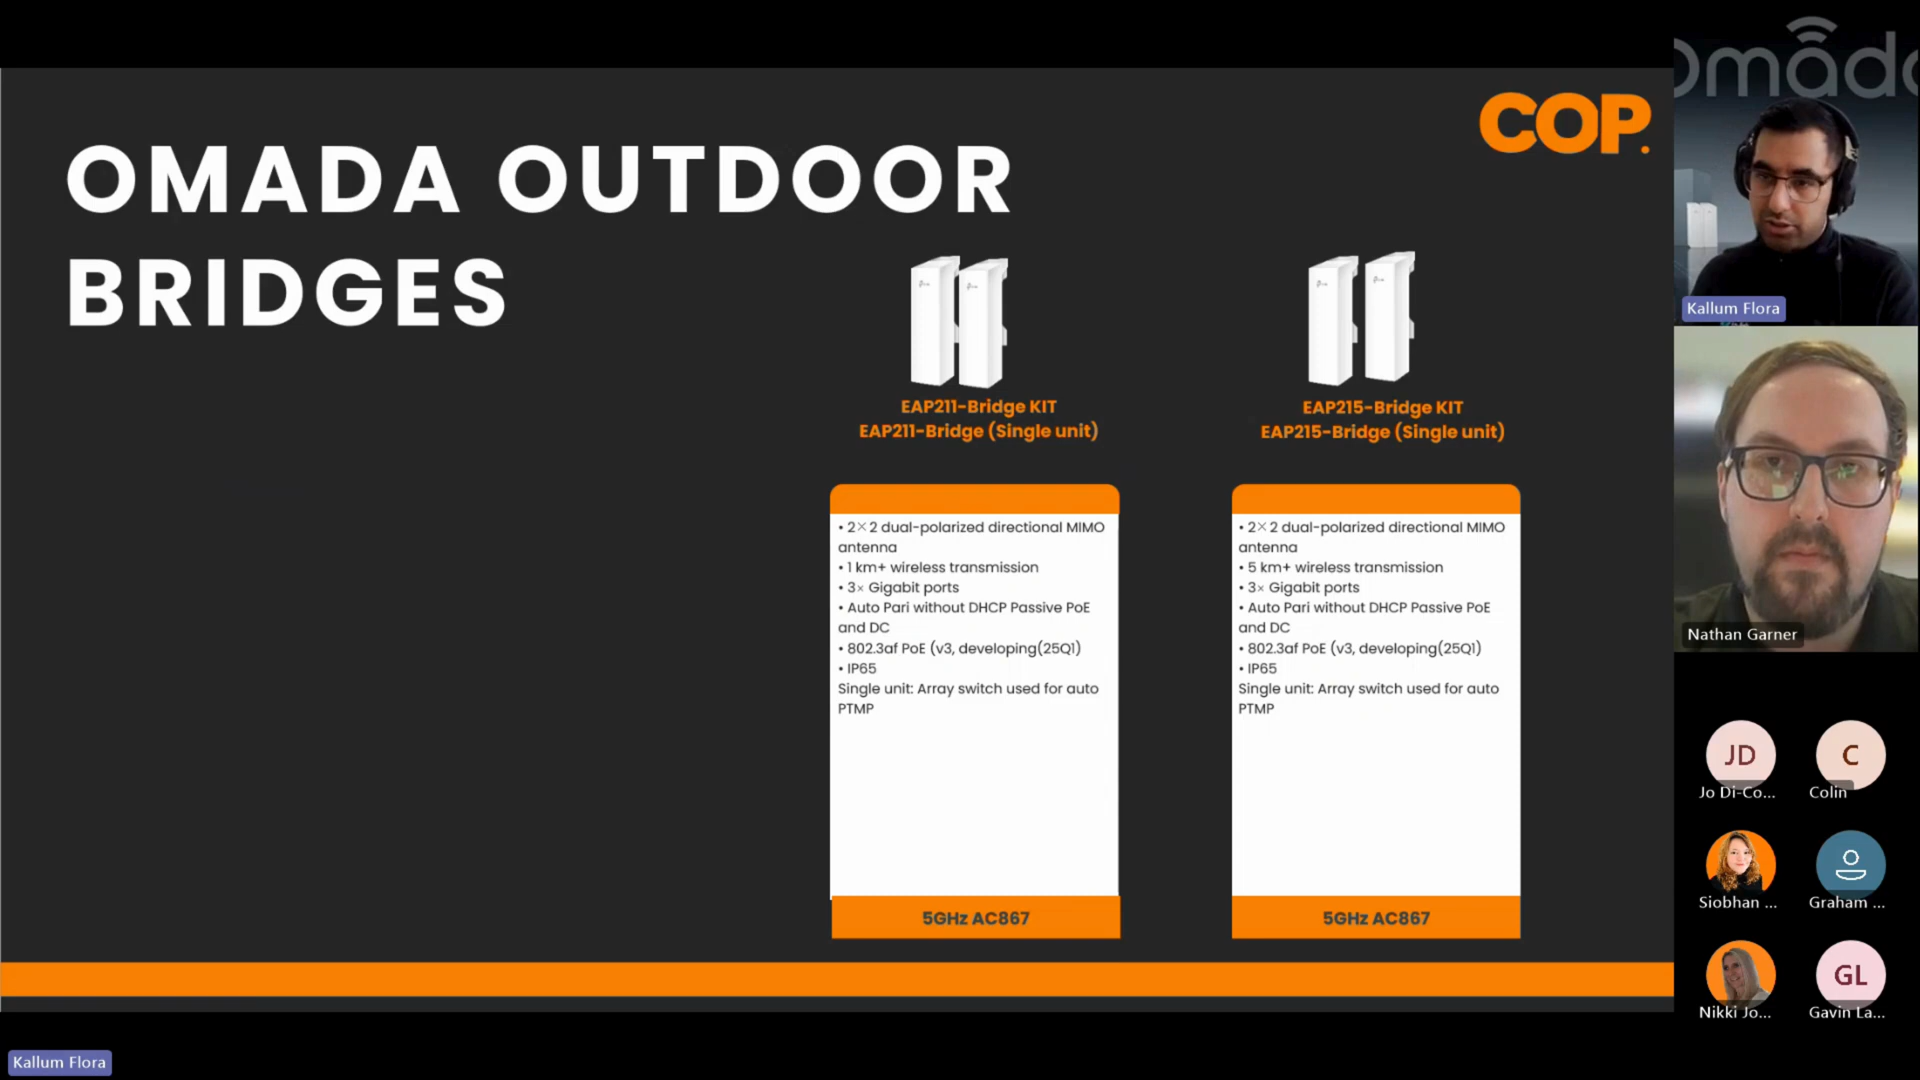 OMADA OUTDOOR
BRIDGES
COP.
EAP211-Bridge KIT
EAP211-Bridge (Single unit)
• 2×2 dual-polarized directional MIMO
antenna
• 1 km+ wireless transmission
• 3× Gigabit ports
• Auto Pari without DHCP Passive PoE
and DC
• 802.3af PoE (v3, developing(25Q1)
• IP65
Single unit: Array switch used for auto
PTMP
5GHz AC867
EAP215-Bridge KIT
EAP215-Bridge (Single unit)
• 2×2 dual-polarized directional MIMO
antenna
• 5 km+ wireless transmission
• 3× Gigabit ports
• Auto Pari without DHCP Passive PoE
and DC
• 802.3af PoE (v3, developing(25Q1)
• IP65
Single unit: Array switch used for auto
PTMP
5GHz AC867
omada
Kallum Flora
Nathan Garner
JD
Jo Di-Co...
C
Colin
Siobhan ...
Graham ...
Nikki Jo...
GL
Gavin La...
Kallum Flora